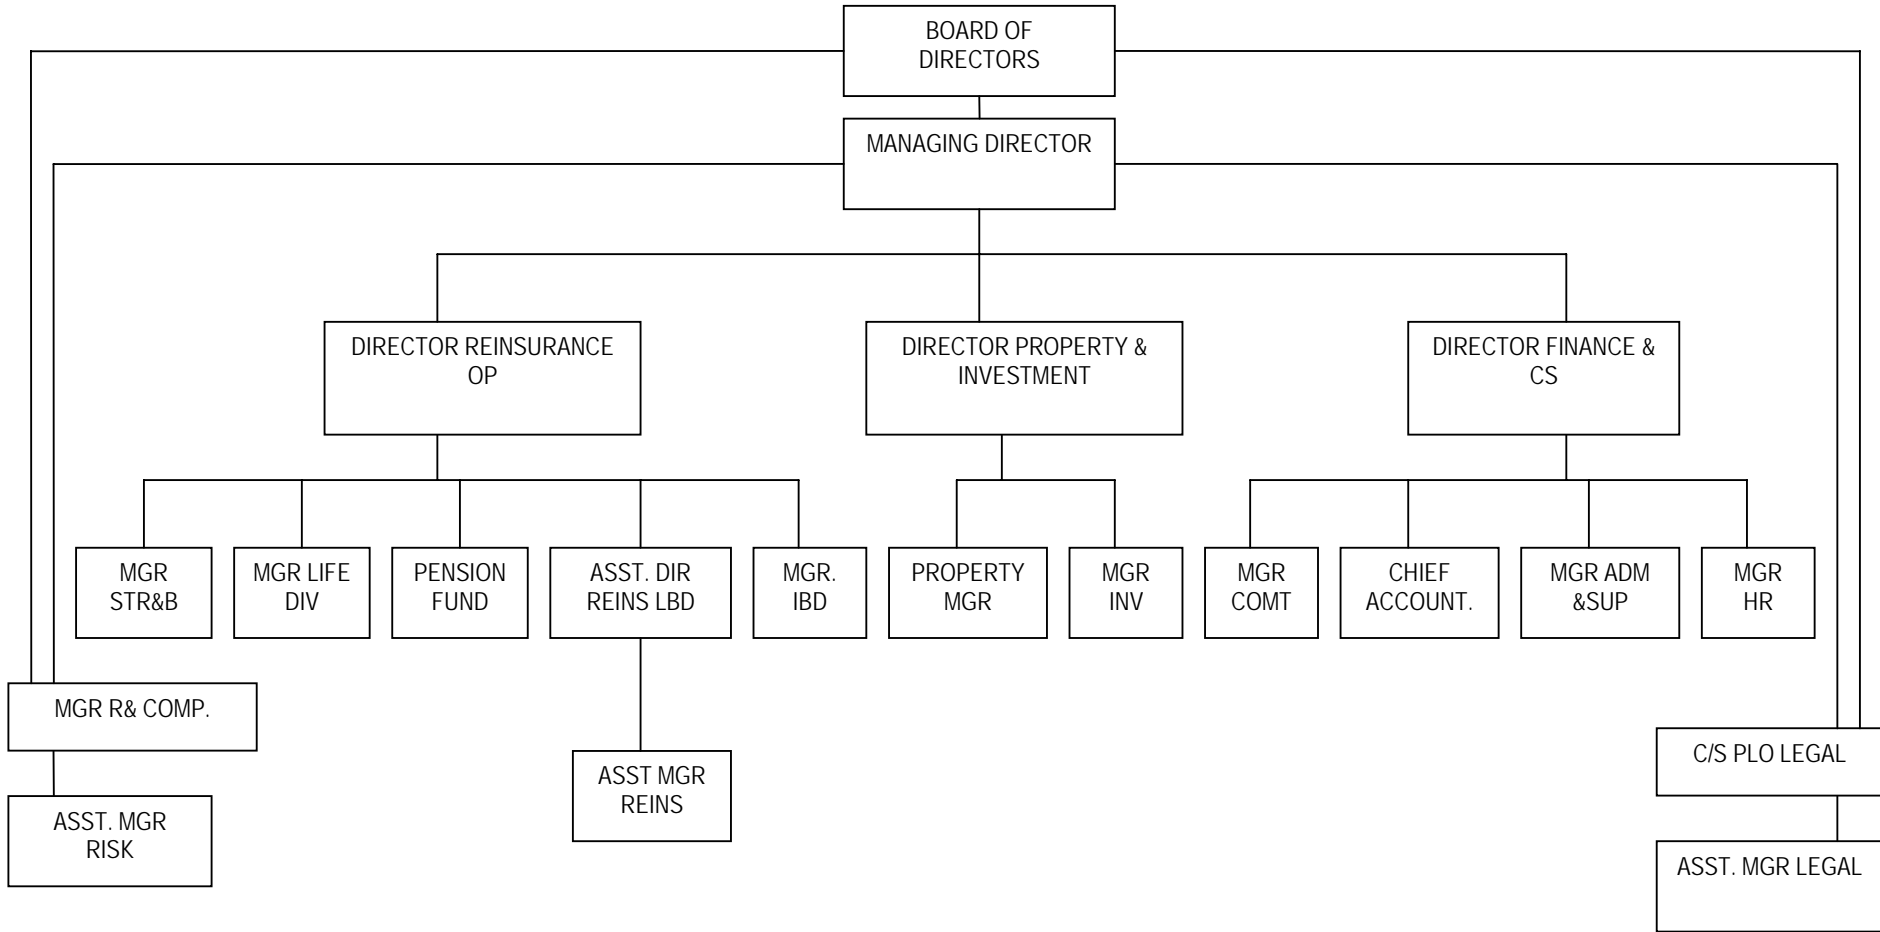 BOARD OF
DIRECTORS
MANAGING DIRECTOR
DIRECTOR REINSURANCE
OP
DIRECTOR PROPERTY &
INVESTMENT
DIRECTOR FINANCE &
CS
MGR
STR&B
MGR LIFE
DIV
PENSION
FUND
ASST. DIR
REINS LBD
MGR.
IBD
PROPERTY
MGR
MGR
INV
MGR
COMT
CHIEF
ACCOUNT.
MGR ADM
&SUP
MGR
HR
MGR R& COMP.
C/S PLO LEGAL
ASST MGR
REINS
ASST. MGR
RISK
ASST. MGR LEGAL